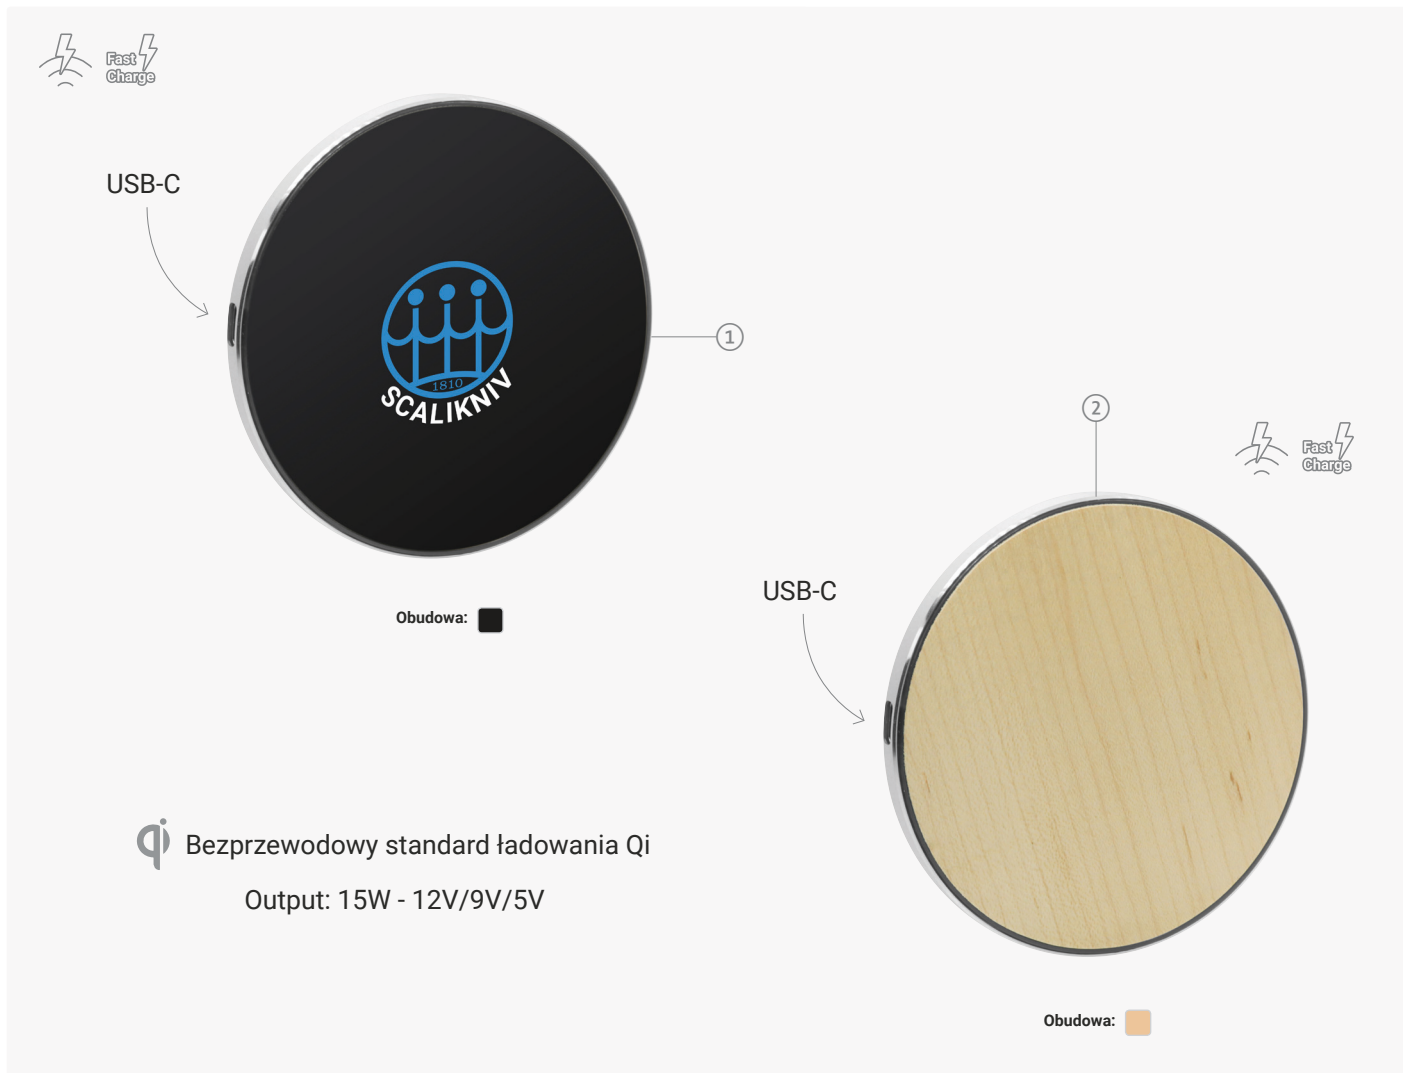 Fast
Charge
USB-C
1
1810
SCALIKNIV
Obudowa:
2
Fast
Charge
USB-C
qi Bezprzewodowy standard ładowania Qi
Output: 15W - 12V/9V/5V
Obudowa: